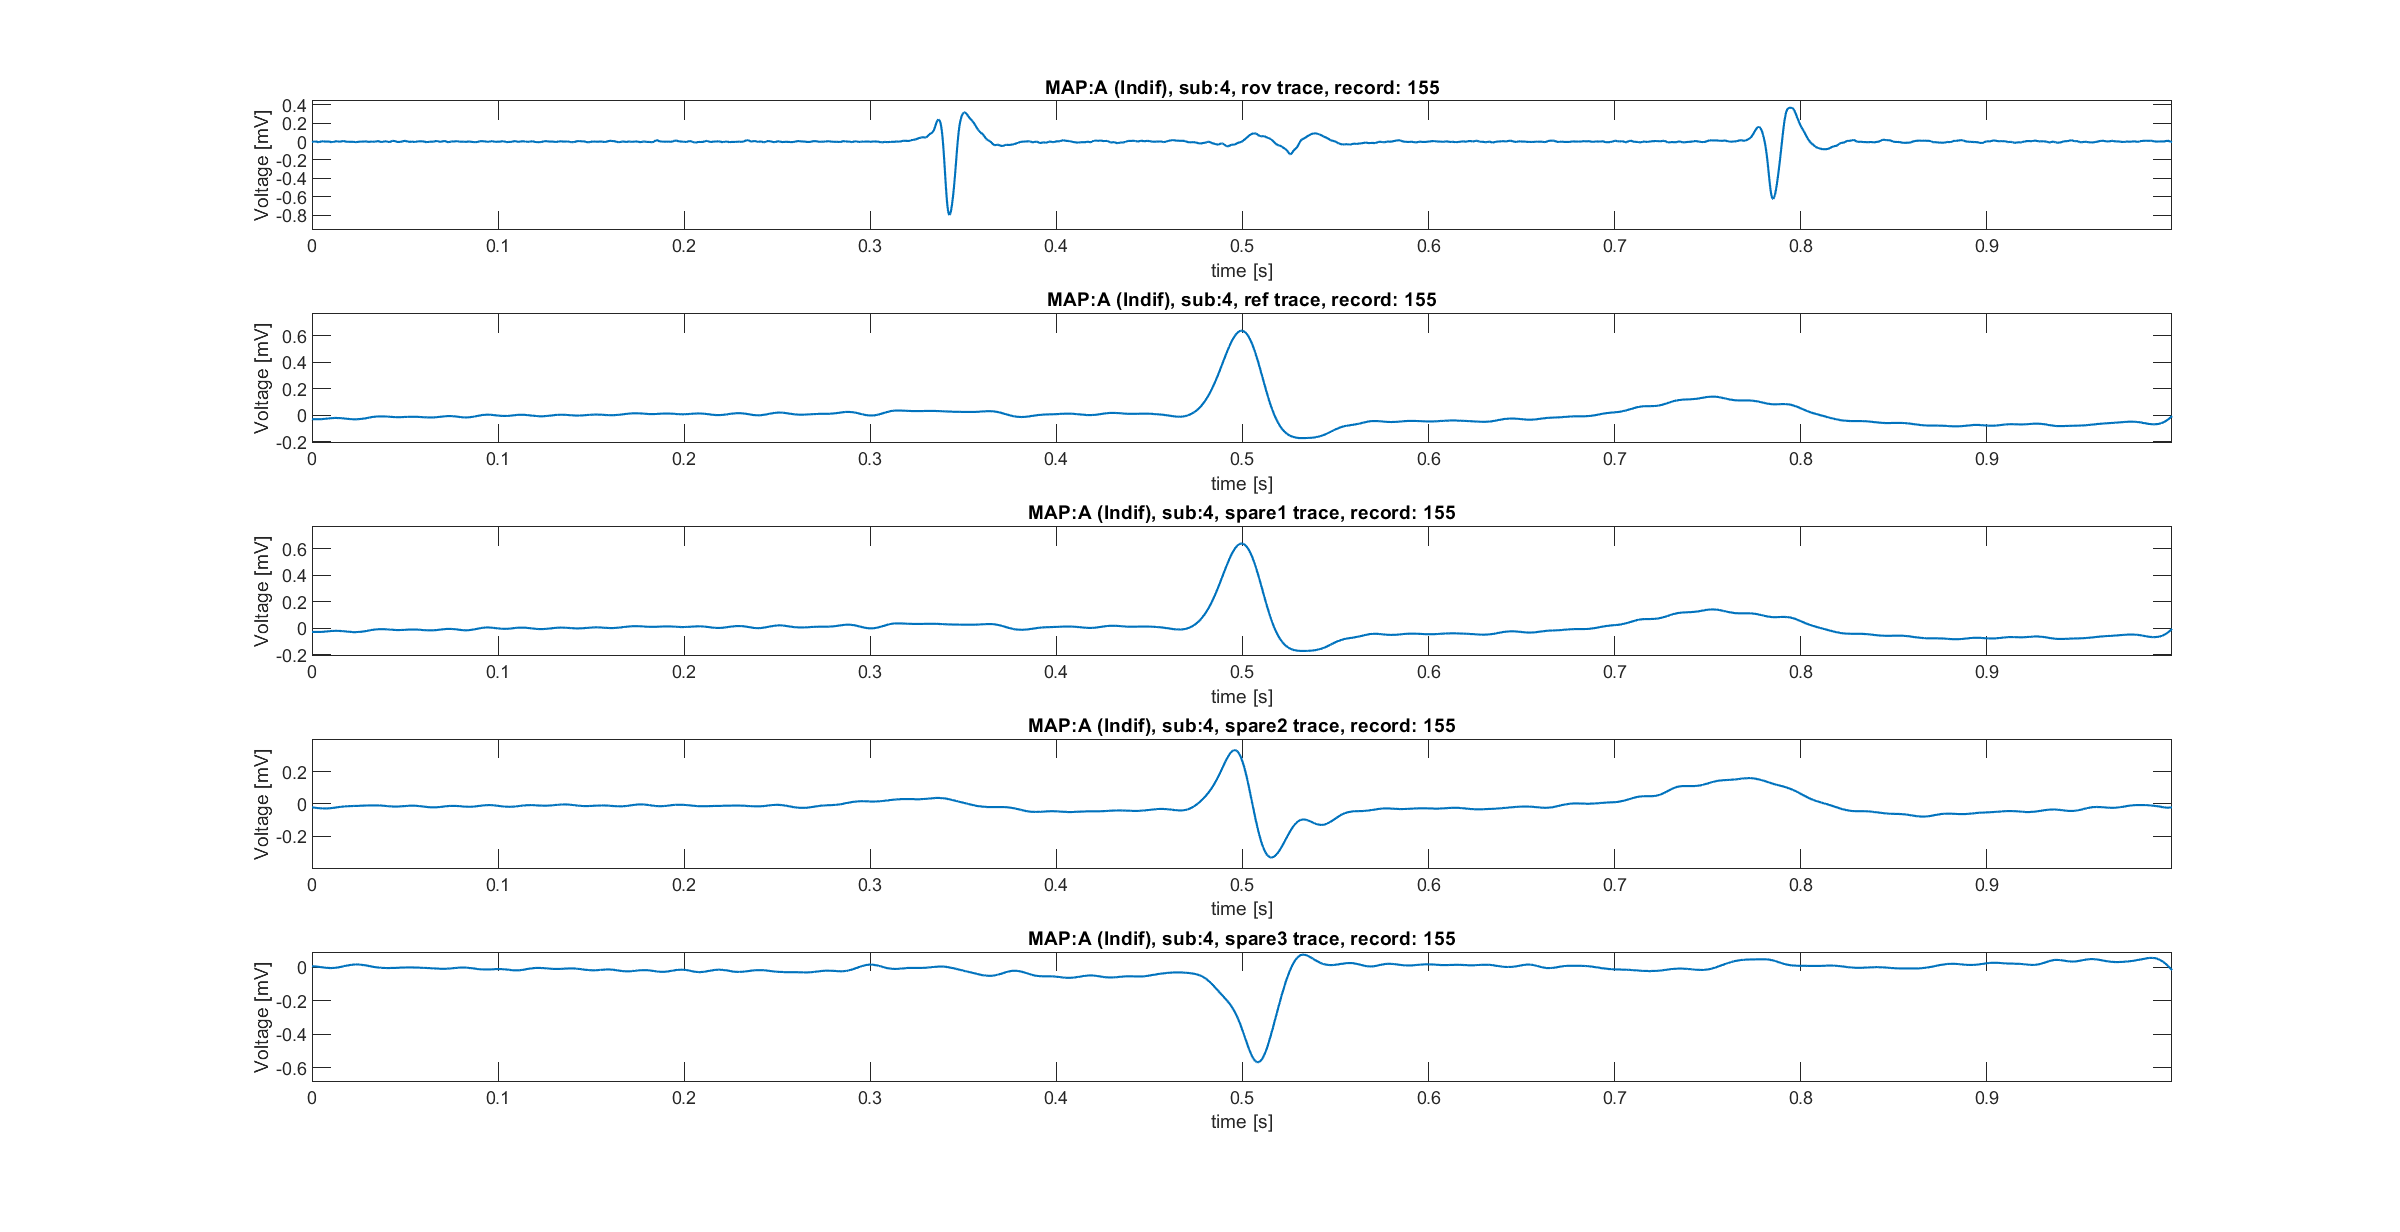 MAP:A (Indif), sub:4, rov trace, record: 155
Voltage [mV]
0.4
0.2
0
-0.2
-0.4
-0.6
-0.8
0 0.1 0.2 0.3 0.4 0.5 0.6 0.7 0.8 0.9
time [s]
MAP:A (Indif), sub:4, ref trace, record: 155
Voltage [mV]
0.6
0.4
0.2
0
-0.2
0 0.1 0.2 0.3 0.4 0.5 0.6 0.7 0.8 0.9
time [s]
MAP:A (Indif), sub:4, spare1 trace, record: 155
Voltage [mV]
0.6
0.4
0.2
0
-0.2
0 0.1 0.2 0.3 0.4 0.5 0.6 0.7 0.8 0.9
time [s]
MAP:A (Indif), sub:4, spare2 trace, record: 155
Voltage [mV]
0.2
0
-0.2
0 0.1 0.2 0.3 0.4 0.5 0.6 0.7 0.8 0.9
time [s]
MAP:A (Indif), sub:4, spare3 trace, record: 155
Voltage [mV]
0
-0.2
-0.4
-0.6
0 0.1 0.2 0.3 0.4 0.5 0.6 0.7 0.8 0.9
time [s]